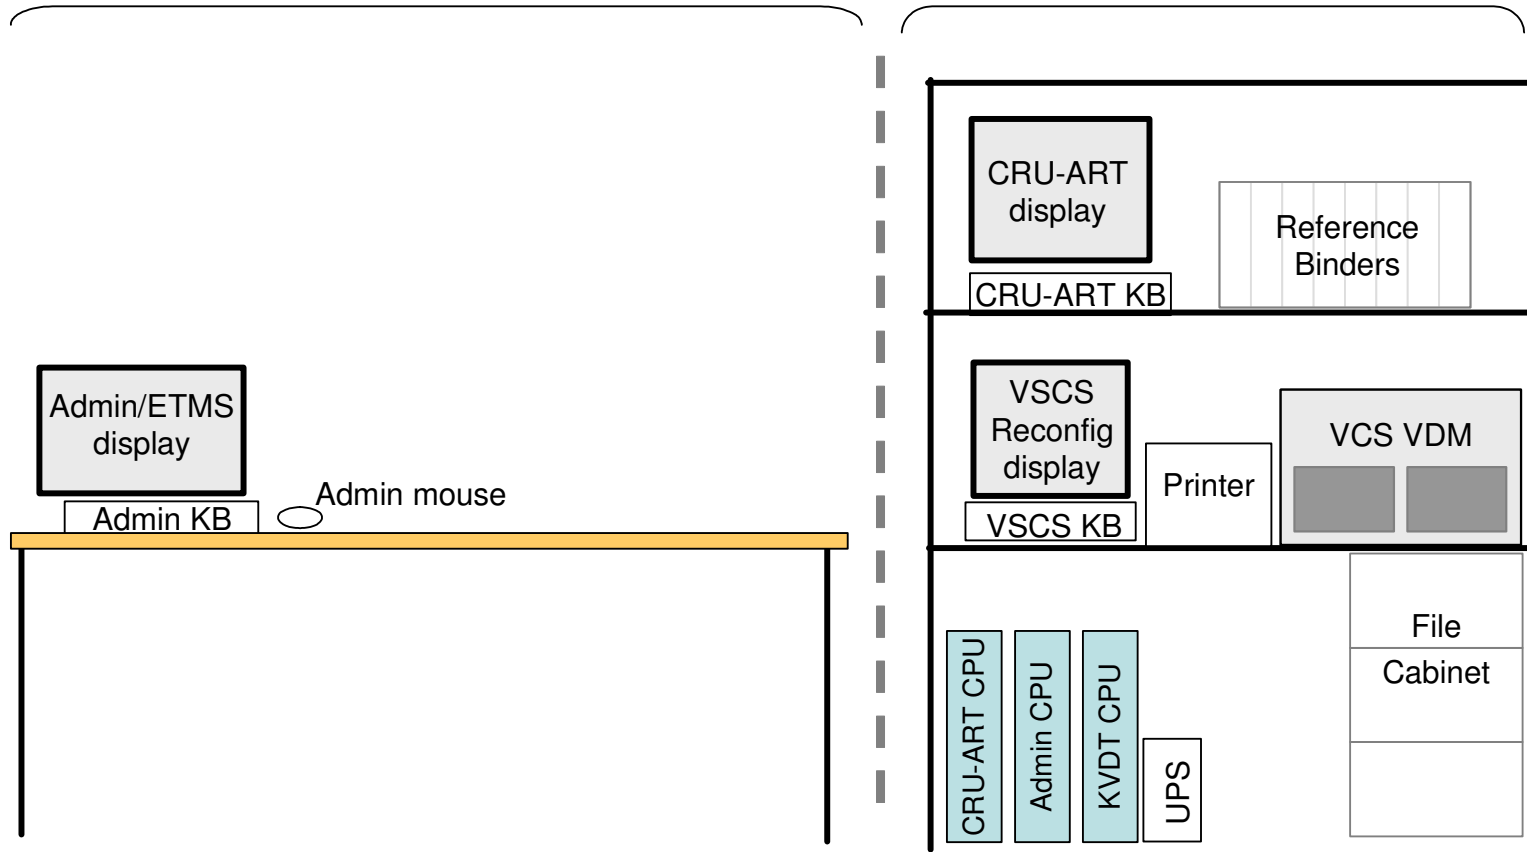 Admin/ETMS
display
Admin KB
Admin mouse
CRU-ART
display
CRU-ART KB
Reference
Binders
VSCS
Reconfig
display
VSCS KB
Printer
VCS VDM
CRU-ART CPU
Admin CPU
KVDT CPU
UPS
File
Cabinet